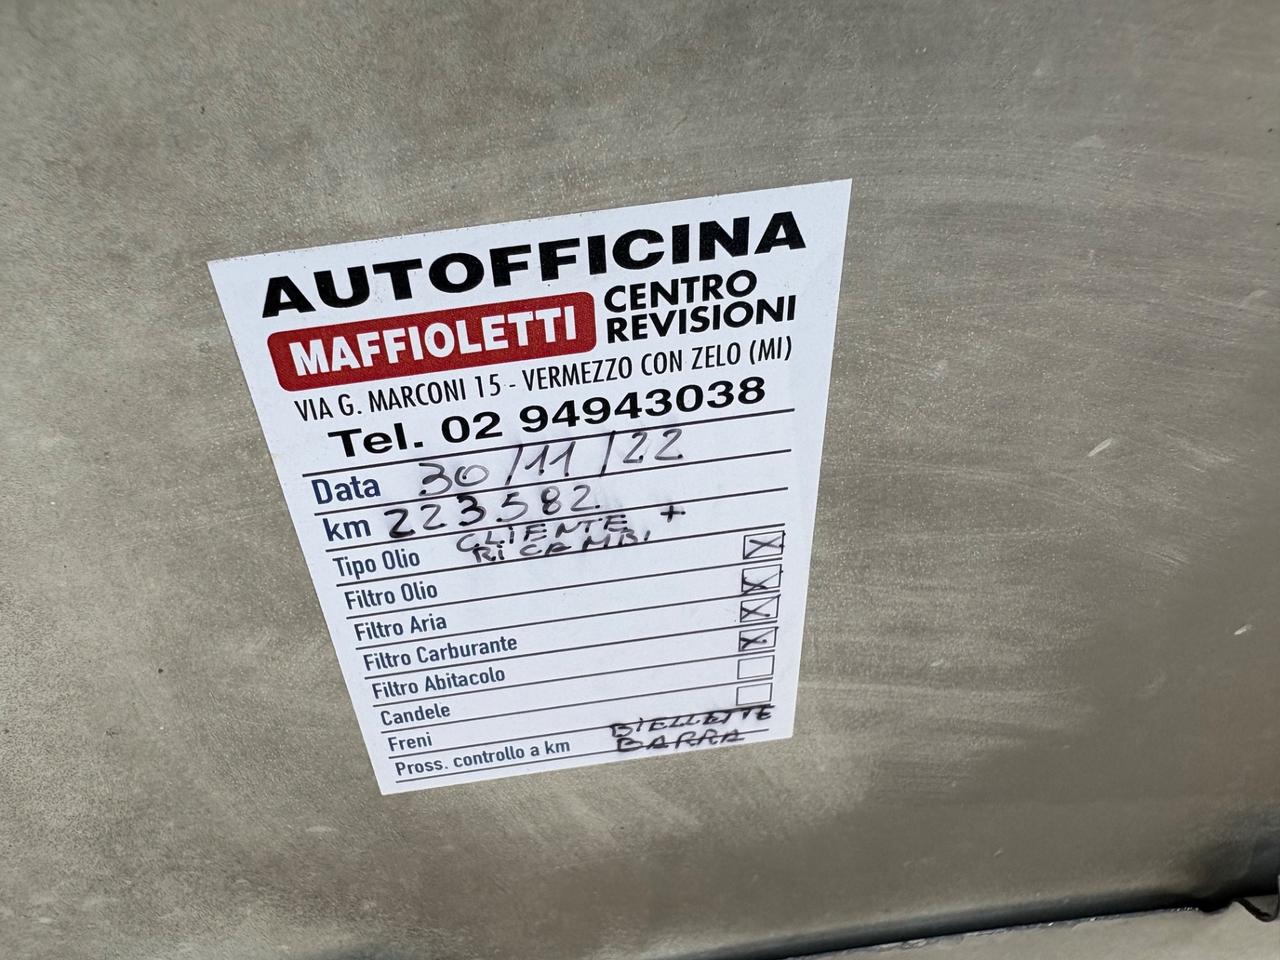 AUTOFFICINA
MAFFIOLETTI CENTRO REVISIONI
VIA G. MARCONI 15 - VERMEZZO CON ZELO (MI)
Tel. 02 94943038
Data 30/11/22
km 223.582
Tipo Olio CLIENTE + RICAMBI
Filtro Olio X
Filtro Aria X
Filtro Carburante X
Filtro Abitacolo X
Candele
Freni
Pross. controllo a km BIELLETTE BARRA